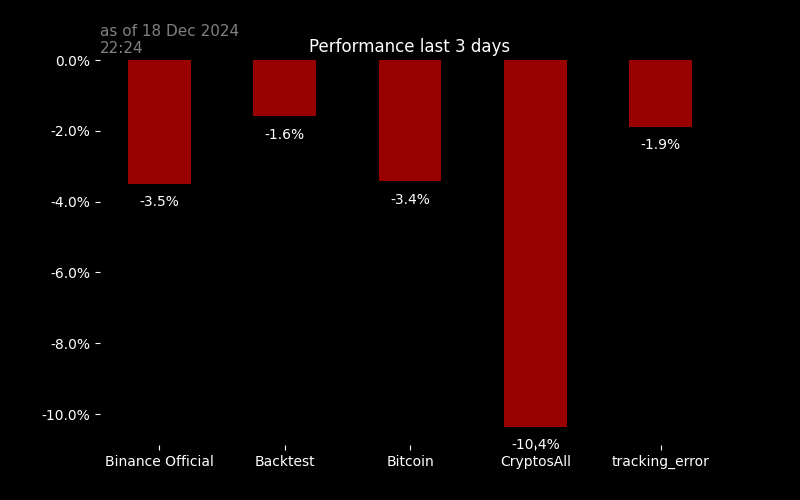 as of 18 Dec 2024
22:24
Performance last 3 days
0.0%
-2.0%
-4.0%
-6.0%
-8.0%
-10.0%
-3.5%
-1.6%
-3.4%
-10.4%
-1.9%
Binance Official
Backtest
Bitcoin
CryptosAll
tracking_error